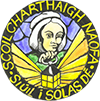 SCOIL CHARTHAIGH NAOFA
SIÚIL I SOLAS DÉ